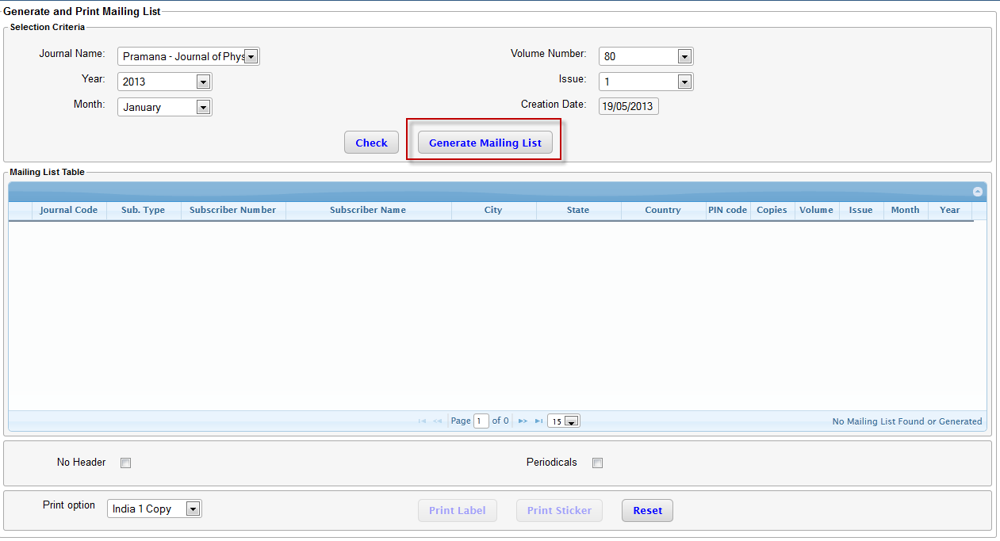 Generate and Print Mailing List
Selection Criteria
Journal Name: Pramana - Journal of Phys Volume Number: 80
Year: 2013 Issue: 1
Month: January Creation Date: 19/05/2013
Check Generate Mailing List
Mailing List Table
Journal Code Sub. Type Subscriber Number Subscriber Name City State Country PIN code Copies Volume Issue Month Year
Page 1 of 0 15 No Mailing List Found or Generated
No Header Periodicals
Print option India 1 Copy Print Label Print Sticker Reset